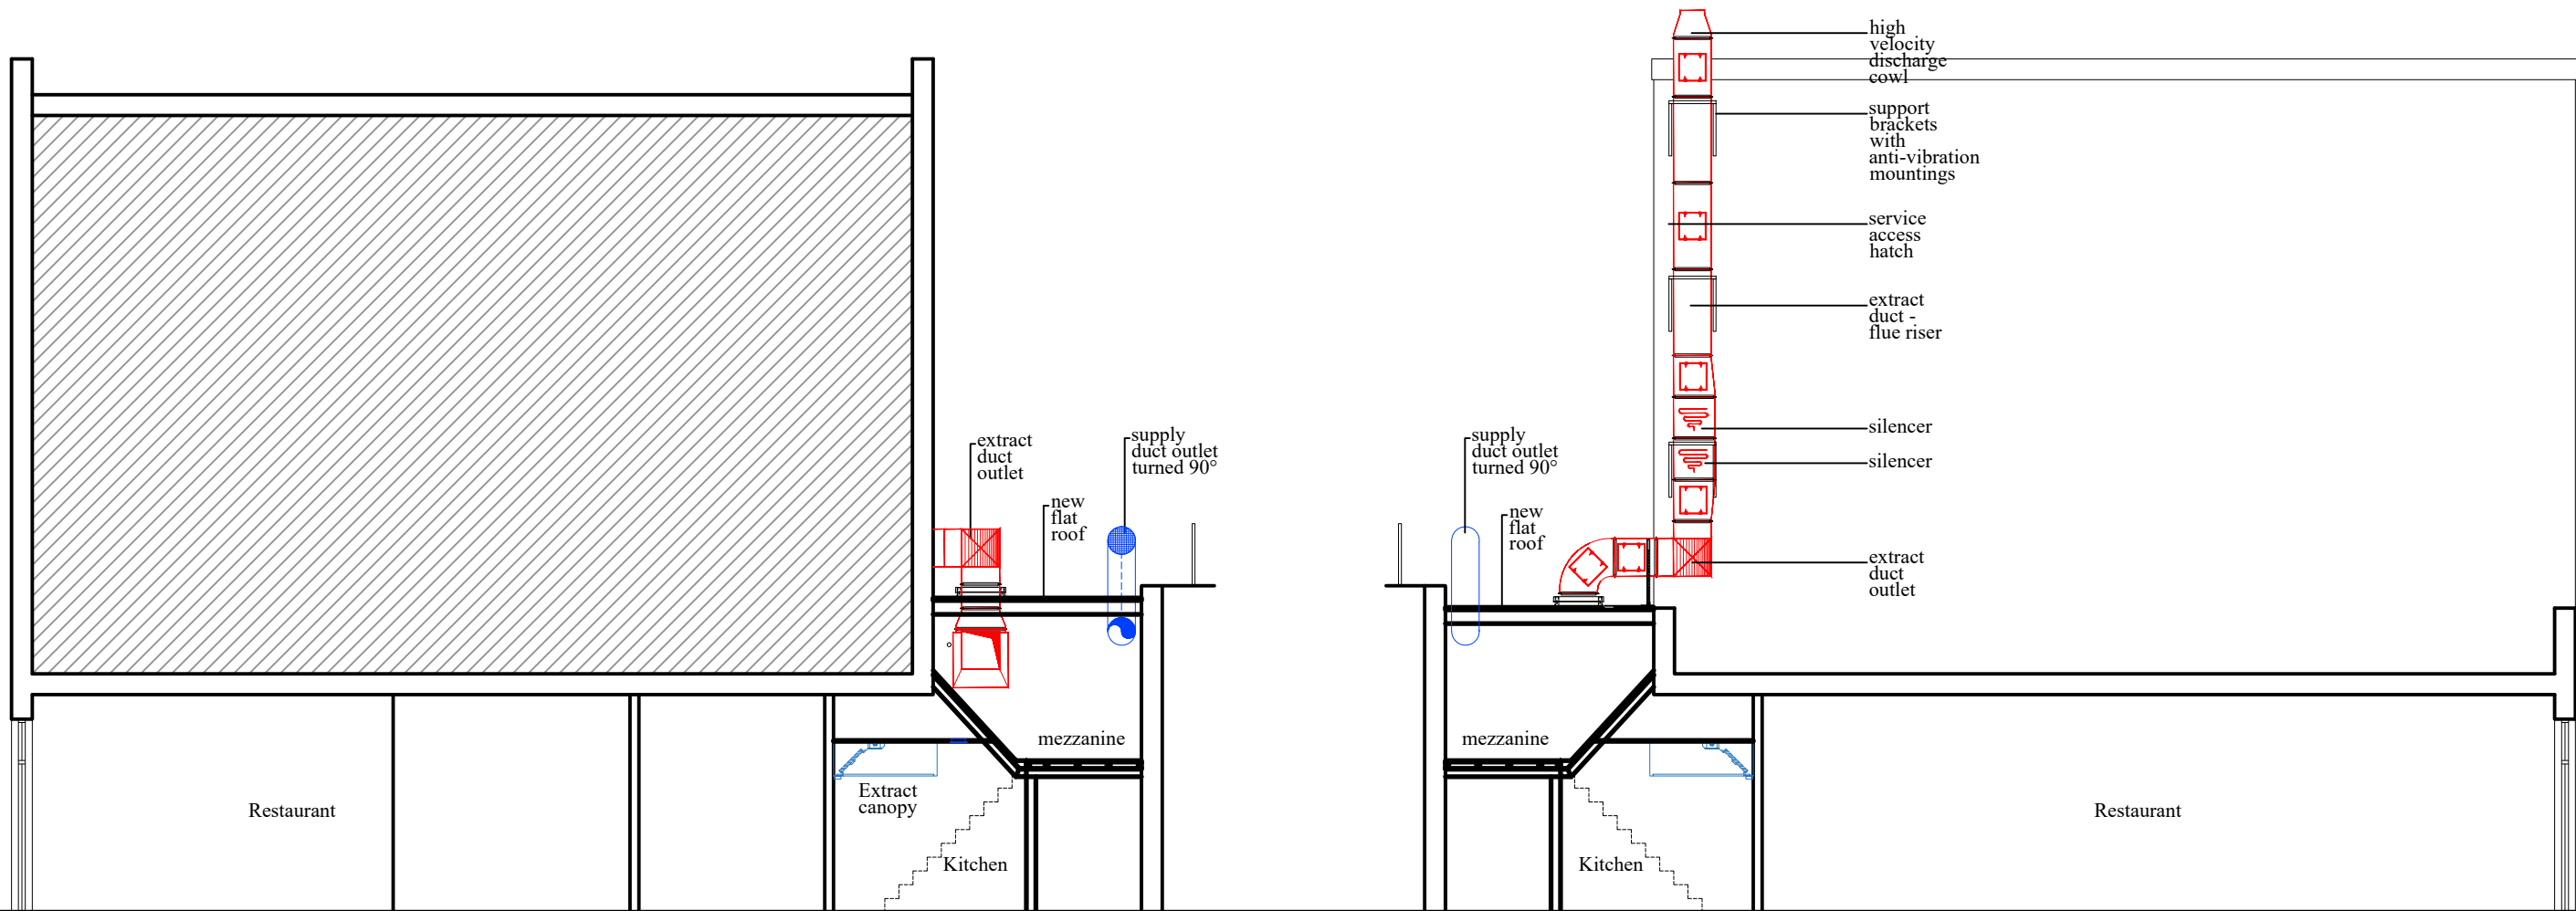 high
velocity
discharge
cowl
support
brackets
with
anti-vibration
mountings
service
access
hatch
extract
duct -
flue riser
silencer
silencer
extract
duct
outlet
extract
duct
outlet
new
flat
roof
supply
duct outlet
turned 90°
supply
duct outlet
turned 90°
new
flat
roof
mezzanine
mezzanine
Restaurant
Extract
canopy
Kitchen
Kitchen
Restaurant